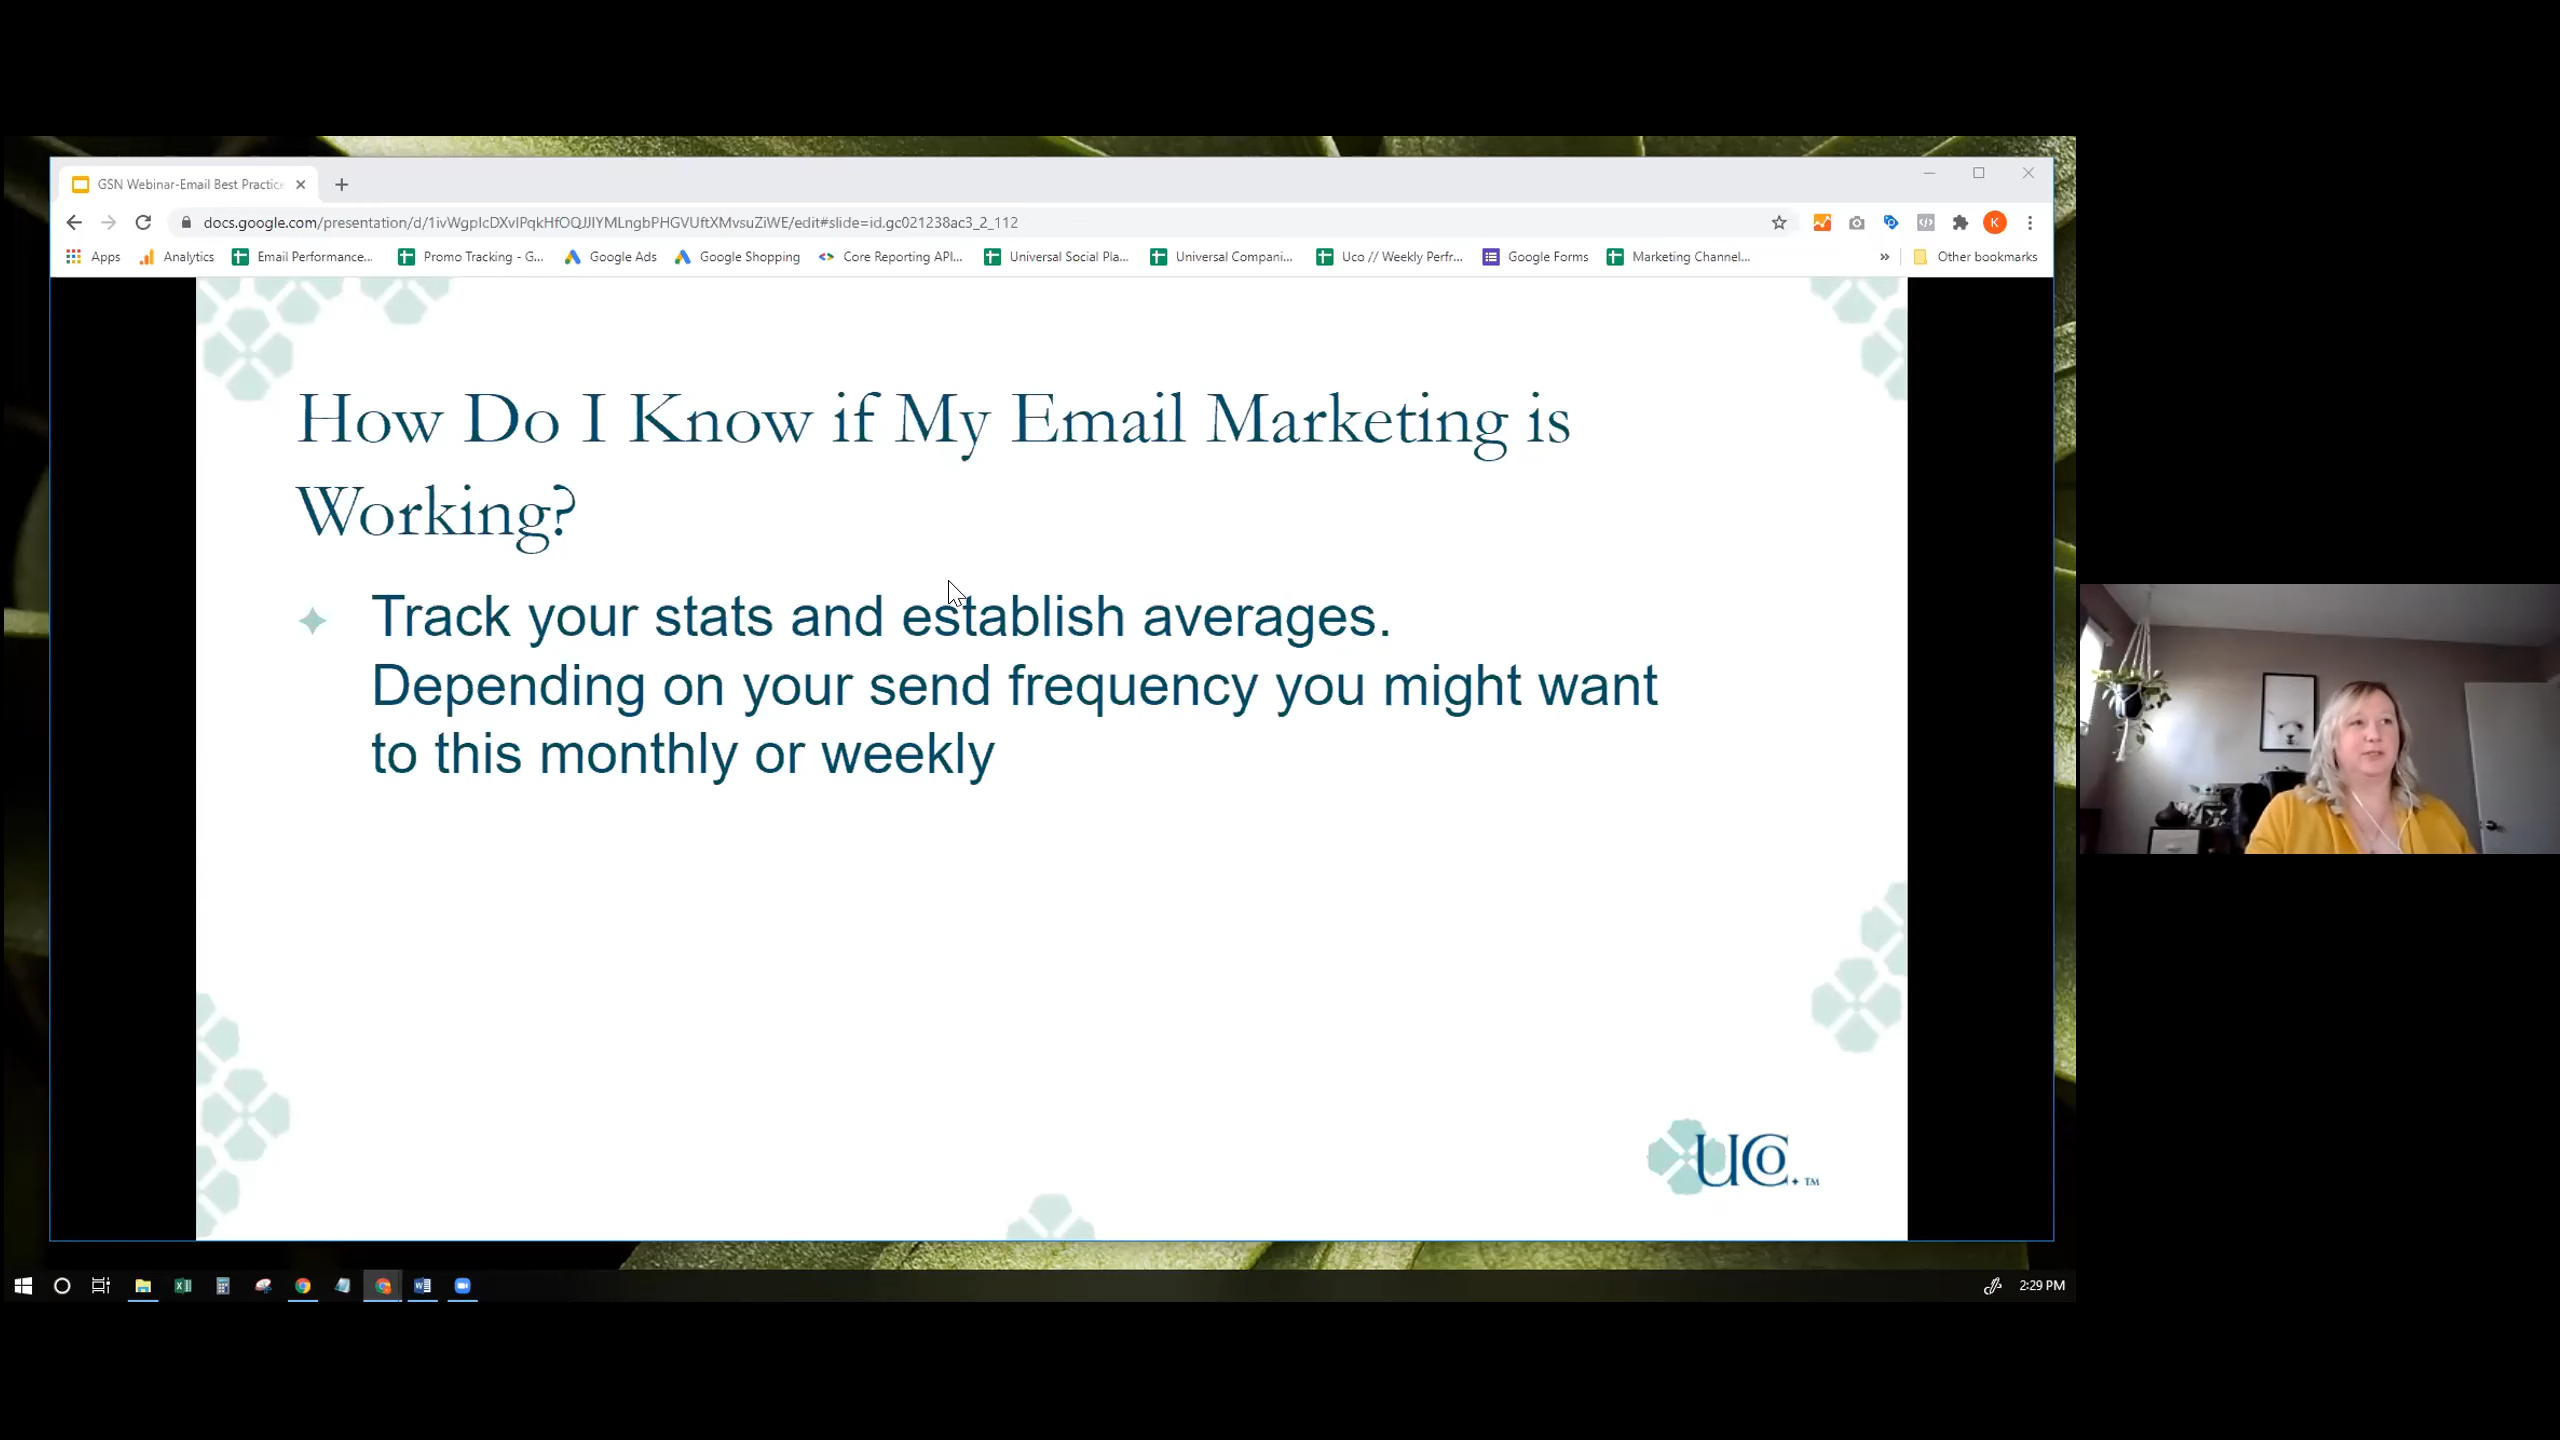 GSN Webinar-Email Best Practice
docs.google.com/presentation/d/1ivWgpIcDXvIPqkHfOQJJIYMLngbPHGVUftXMvsuZiWE/edit#slide=id.gc021238ac3_2_112
K
Apps Analytics Email Performance... Promo Tracking - G... Google Ads Google Shopping Core Reporting API... Universal Social Pla... Universal Compani... Uco // Weekly Perfr... Google Forms Marketing Channel... » Other bookmarks
How Do I Know if My Email Marketing is
Working?
Track your stats and establish averages.
Depending on your send frequency you might want
to this monthly or weekly
UCo.™
2:29 PM